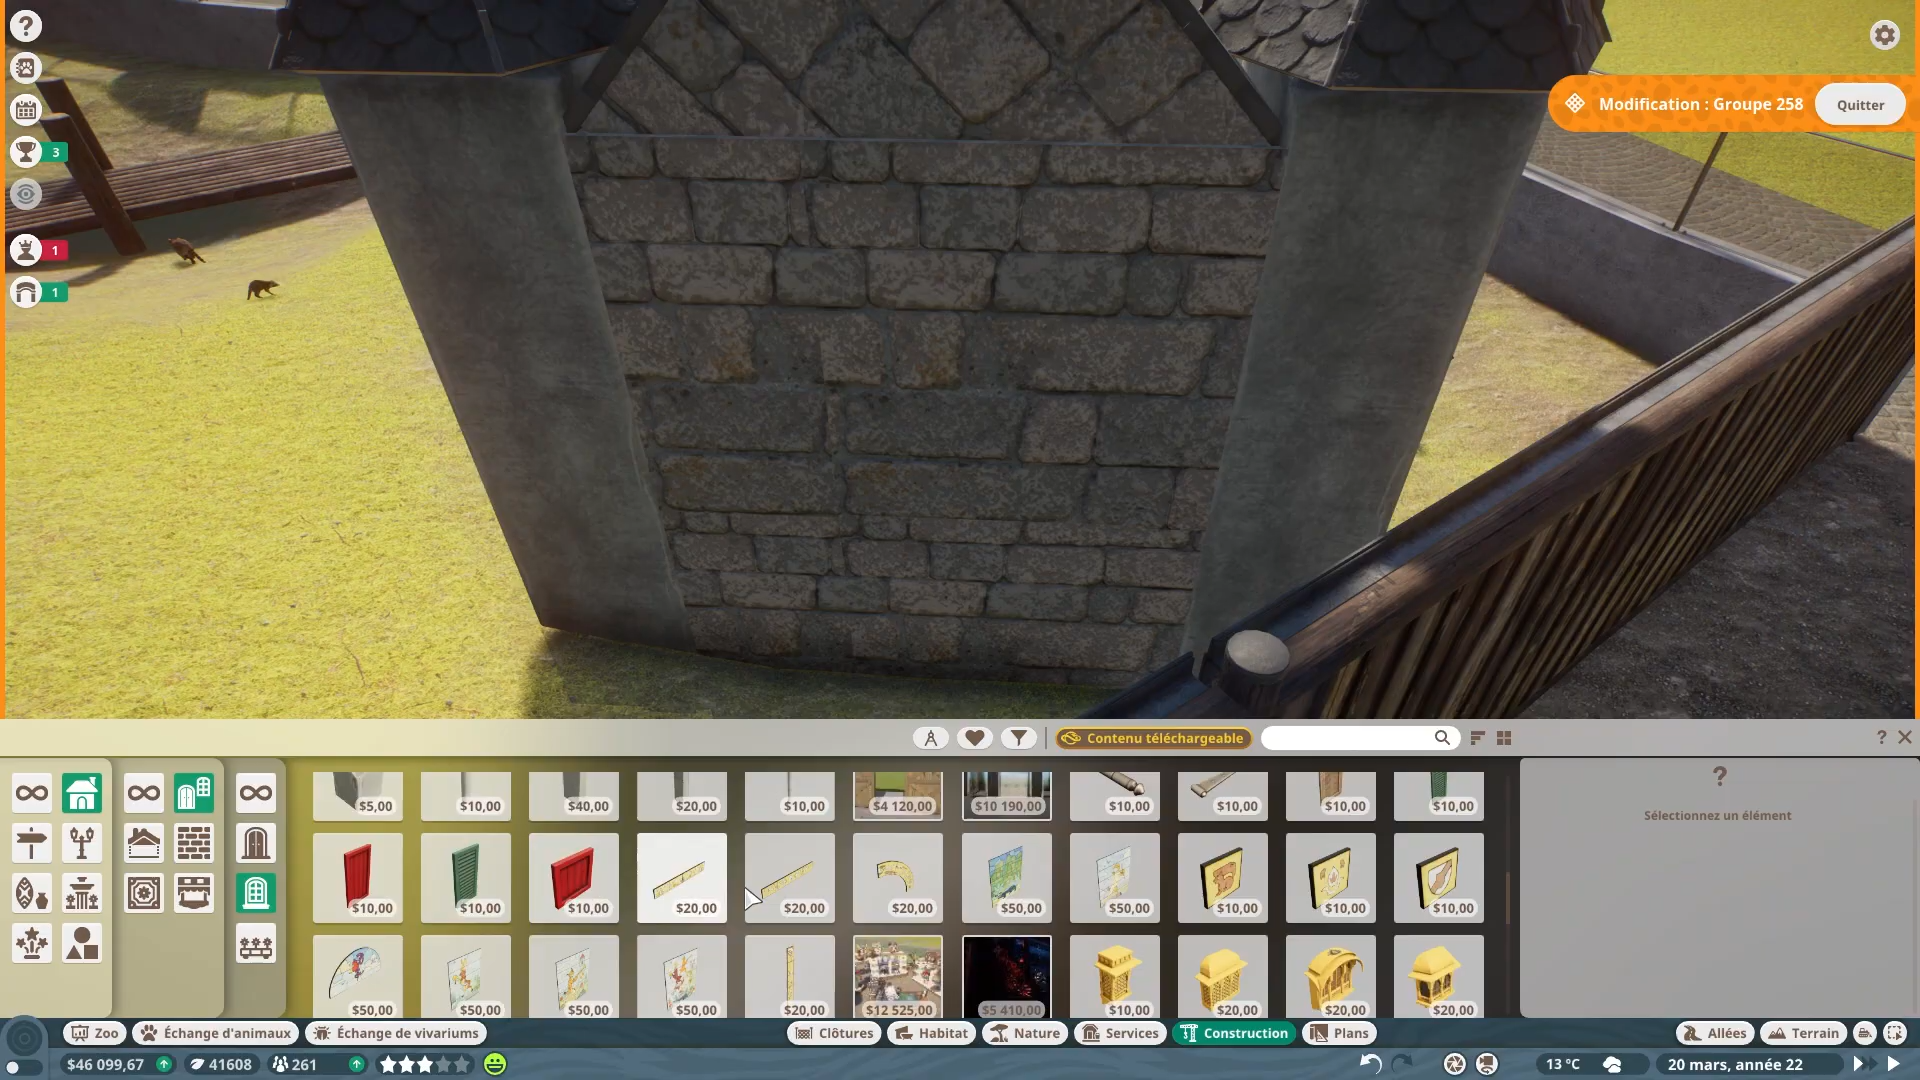 ?
Modification : Groupe 258
Quitter
3
1
1
Contenu téléchargeable
?
?
Sélectionnez un élément
$5,00
$10,00
$40,00
$20,00
$10,00
$4 120,00
$10 190,00
$10,00
$10,00
$10,00
$10,00
$10,00
$10,00
$10,00
$20,00
$20,00
$20,00
$50,00
$50,00
$10,00
$10,00
$10,00
$50,00
$50,00
$50,00
$50,00
$20,00
$12 525,00
$5 410,00
$10,00
$20,00
$20,00
$20,00
Zoo
Échange d'animaux
Échange de vivariums
Clôtures
Habitat
Nature
Services
Construction
Plans
Allées
Terrain
$46 099,67
41608
261
13 °C
20 mars, année 22